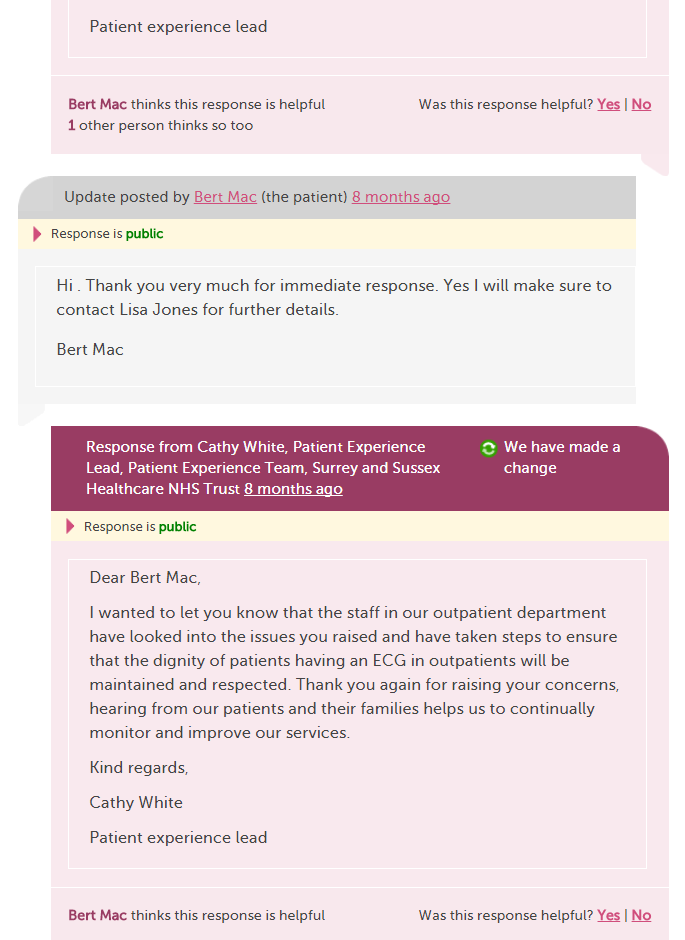 Patient experience lead
Bert Mac thinks this response is helpful
1 other person thinks so too
Was this response helpful? Yes | No
Update posted by Bert Mac (the patient) 8 months ago
Response is public
Hi . Thank you very much for immediate response. Yes I will make sure to
contact Lisa Jones for further details.
Bert Mac
Response from Cathy White, Patient Experience
Lead, Patient Experience Team, Surrey and Sussex
Healthcare NHS Trust 8 months ago
We have made a
change
Response is public
Dear Bert Mac,
I wanted to let you know that the staff in our outpatient department
have looked into the issues you raised and have taken steps to ensure
that the dignity of patients having an ECG in outpatients will be
maintained and respected. Thank you again for raising your concerns,
hearing from our patients and their families helps us to continually
monitor and improve our services.
Kind regards,
Cathy White
Patient experience lead
Bert Mac thinks this response is helpful
Was this response helpful? Yes | No